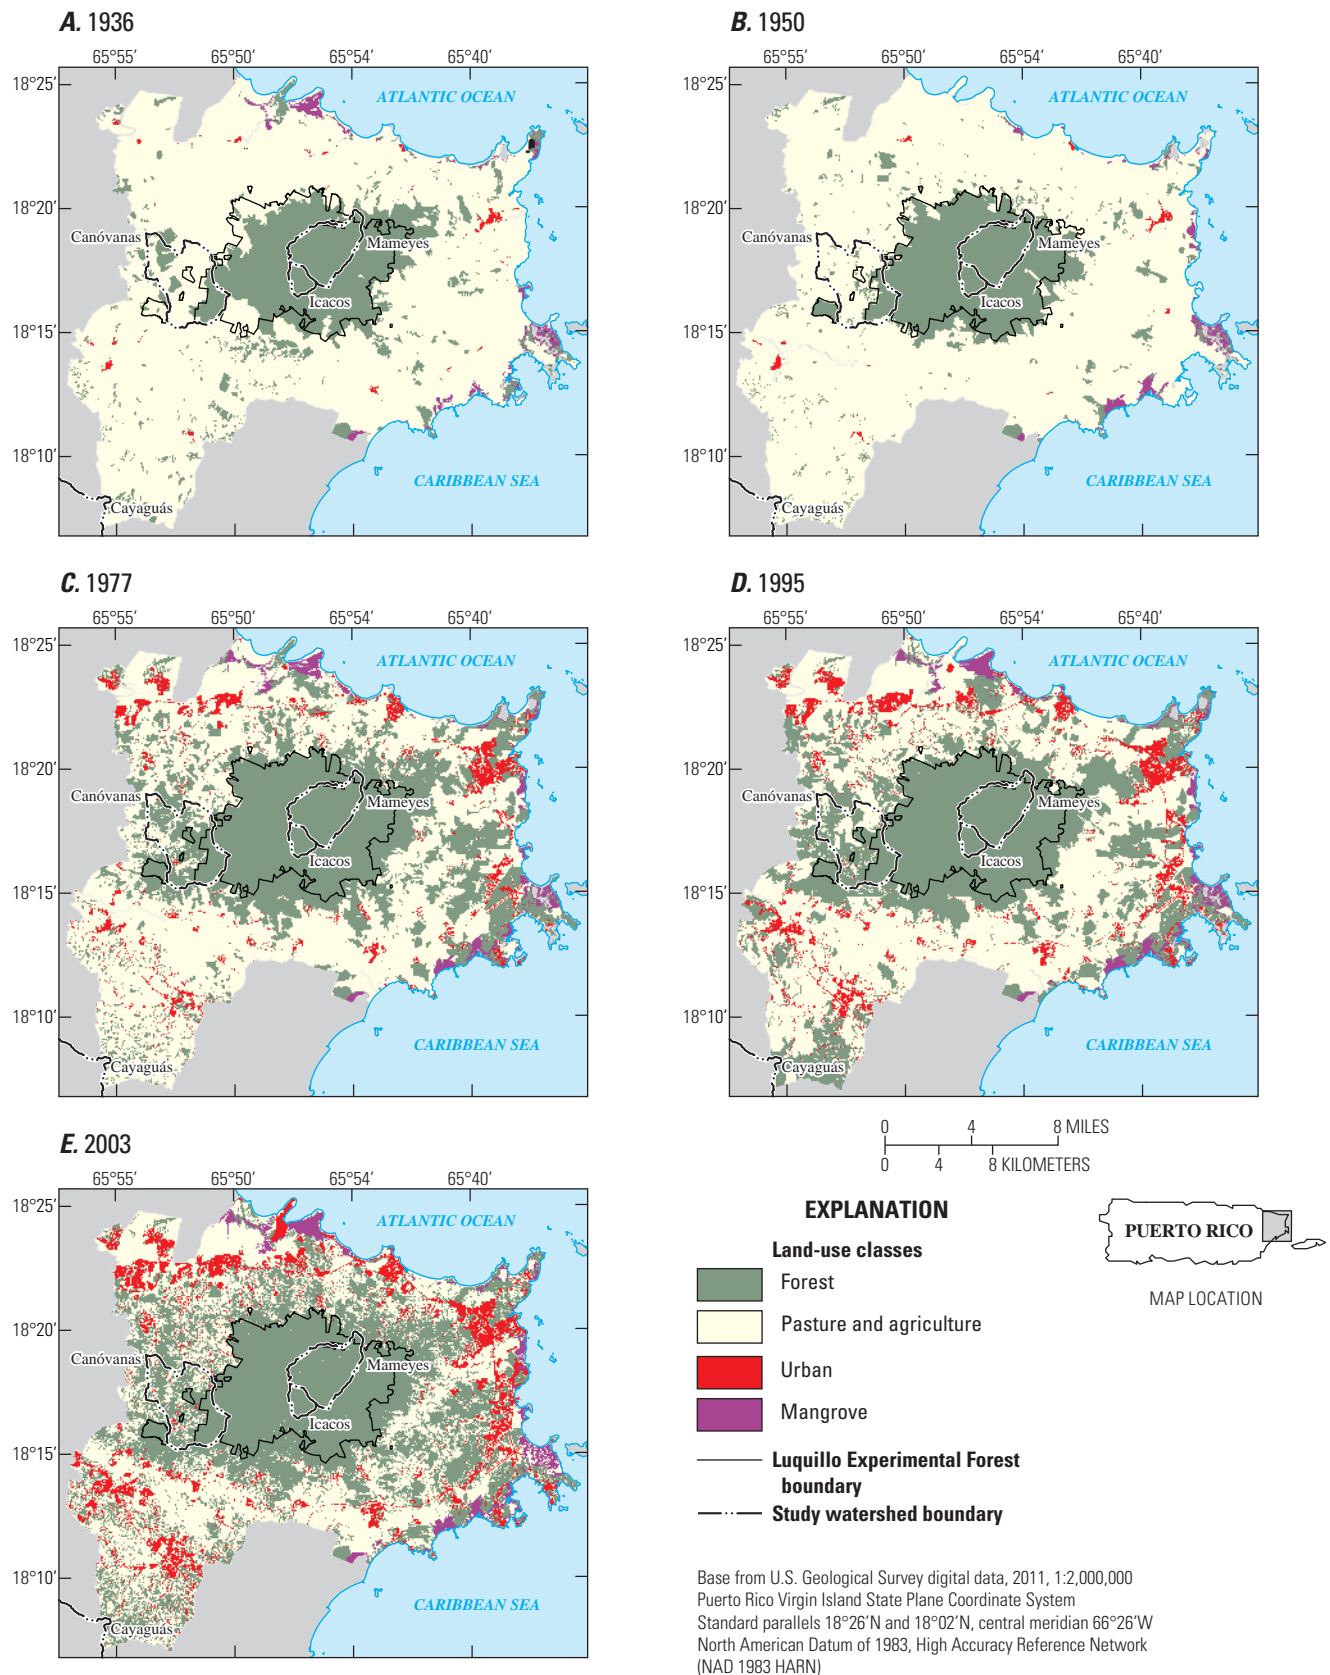 A. 1936
65°55′ 65°50′ 65°54′ 65°40′
18°25′
18°20′
18°15′
18°10′
ATLANTIC OCEAN
Canóvanas
Mameyes
Icacos
CARIBBEAN SEA
Cayaguás
B. 1950
65°55′ 65°50′ 65°54′ 65°40′
18°25′
18°20′
18°15′
18°10′
ATLANTIC OCEAN
Canóvanas
Mameyes
Icacos
CARIBBEAN SEA
Cayaguás
C. 1977
65°55′ 65°50′ 65°54′ 65°40′
18°25′
18°20′
18°15′
18°10′
ATLANTIC OCEAN
Canóvanas
Mameyes
Icacos
CARIBBEAN SEA
Cayaguás
D. 1995
65°55′ 65°50′ 65°54′ 65°40′
18°25′
18°20′
18°15′
18°10′
ATLANTIC OCEAN
Canóvanas
Mameyes
Icacos
CARIBBEAN SEA
Cayaguás
E. 2003
65°55′ 65°50′ 65°54′ 65°40′
18°25′
18°20′
18°15′
18°10′
ATLANTIC OCEAN
Canóvanas
Mameyes
Icacos
CARIBBEAN SEA
Cayaguás
0 4 8 MILES
0 4 8 KILOMETERS
EXPLANATION
Land-use classes
Forest
Pasture and agriculture
Urban
Mangrove
Luquillo Experimental Forest
boundary
Study watershed boundary
PUERTO RICO
MAP LOCATION
Base from U.S. Geological Survey digital data, 2011, 1:2,000,000
Puerto Rico Virgin Island State Plane Coordinate System
Standard parallels 18°26′N and 18°02′N, central meridian 66°26′W
North American Datum of 1983, High Accuracy Reference Network
(NAD 1983 HARN)